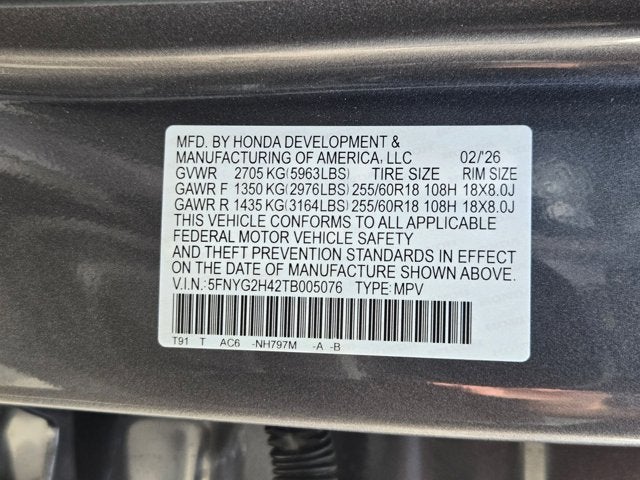 MFD. BY HONDA DEVELOPMENT &
MANUFACTURING OF AMERICA, LLC 02/'26
GVWR 2705 KG(5963LBS) TIRE SIZE RIM SIZE
GAWR F 1350 KG(2976LBS) 255/60R18 108H 18X8.0J
GAWR R 1435 KG(3164LBS) 255/60R18 108H 18X8.0J
THIS VEHICLE CONFORMS TO ALL APPLICABLE
FEDERAL MOTOR VEHICLE SAFETY
AND THEFT PREVENTION STANDARDS IN EFFECT
ON THE DATE OF MANUFACTURE SHOWN ABOVE.
V.I.N.:5FNYG2H42TB005076 TYPE:MPV
T91 T AC6 -NH797M -A -B